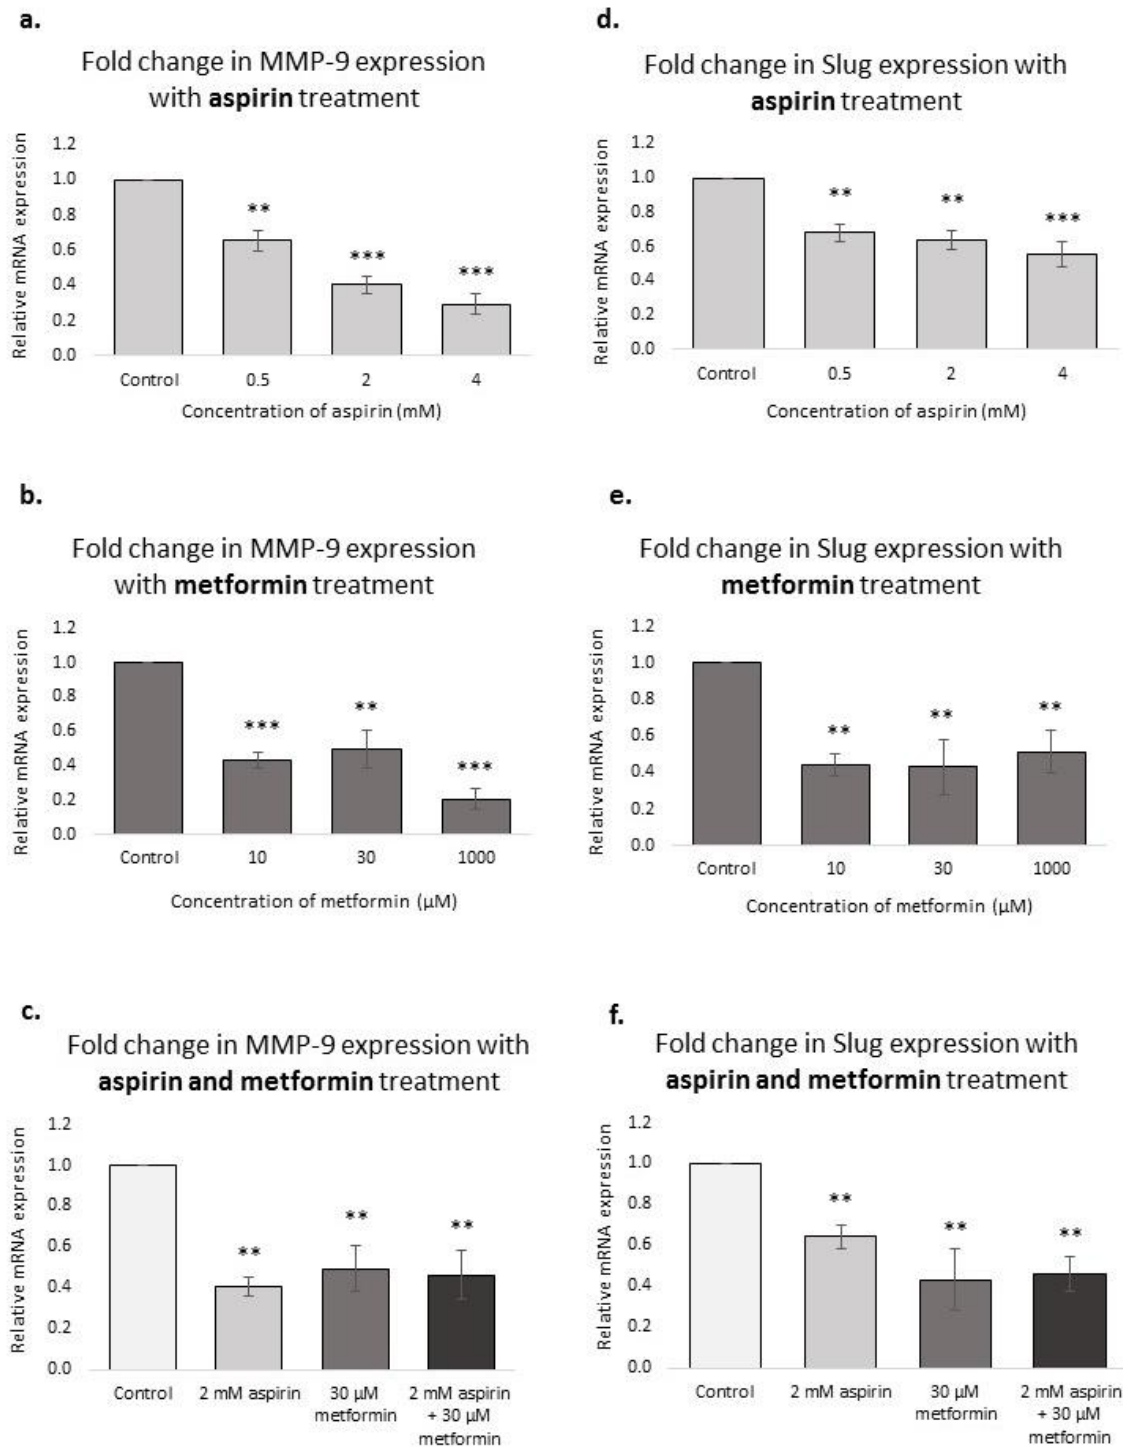 a.
Fold change in MMP-9 expression
with aspirin treatment
Relative mRNA expression
1.2
1.0
0.8
0.6
0.4
0.2
0.0
**
***
***
Control 0.5 2 4
Concentration of aspirin (mM)
d.
Fold change in Slug expression with
aspirin treatment
Relative mRNA expression
1.2
1.0
0.8
0.6
0.4
0.2
0.0
**
**
***
Control 0.5 2 4
Concentration of aspirin (mM)
b.
Fold change in MMP-9 expression
with metformin treatment
Relative mRNA expression
1.2
1.0
0.8
0.6
0.4
0.2
0.0
***
**
***
Control 10 30 1000
Concentration of metformin (µM)
e.
Fold change in Slug expression with
metformin treatment
Relative mRNA expression
1.2
1.0
0.8
0.6
0.4
0.2
0.0
**
**
**
Control 10 30 1000
Concentration of metformin (µM)
c.
Fold change in MMP-9 expression with
aspirin and metformin treatment
Relative mRNA expression
1.2
1.0
0.8
0.6
0.4
0.2
0.0
**
**
**
Control 2 mM aspirin 30 µM 2 mM aspirin
metformin + 30 µM
metformin
f.
Fold change in Slug expression with
aspirin and metformin treatment
Relative mRNA expression
1.2
1.0
0.8
0.6
0.4
0.2
0.0
**
**
**
Control 2 mM aspirin 30 µM 2 mM aspirin
metformin + 30 µM
metformin